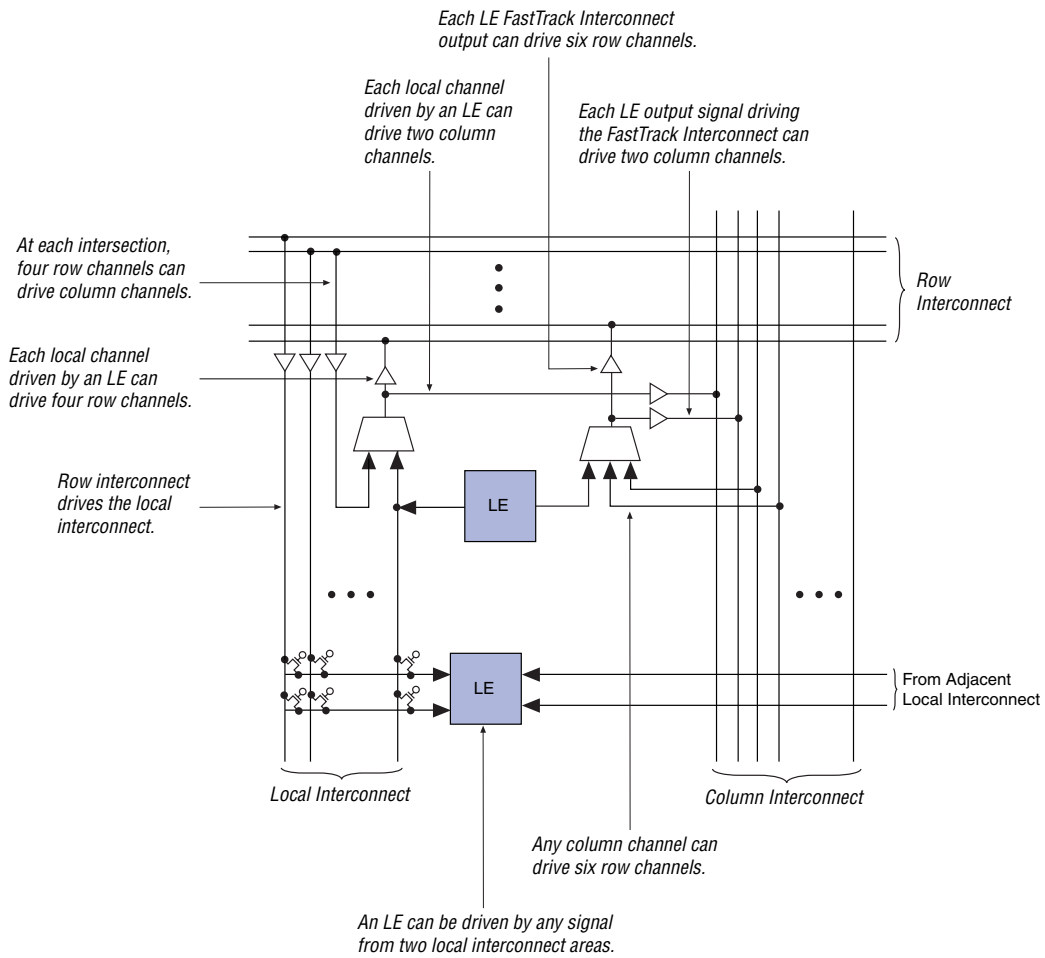 Each LE FastTrack Interconnect
output can drive six row channels.
Each local channel
driven by an LE can
drive two column
channels.
Each LE output signal driving
the FastTrack Interconnect can
drive two column channels.
At each intersection,
four row channels can
drive column channels.
Row
Interconnect
Each local channel
driven by an LE can
drive four row channels.
Row interconnect
drives the local
interconnect.
LE
LE
From Adjacent
Local Interconnect
Local Interconnect
Column Interconnect
Any column channel can
drive six row channels.
An LE can be driven by any signal
from two local interconnect areas.